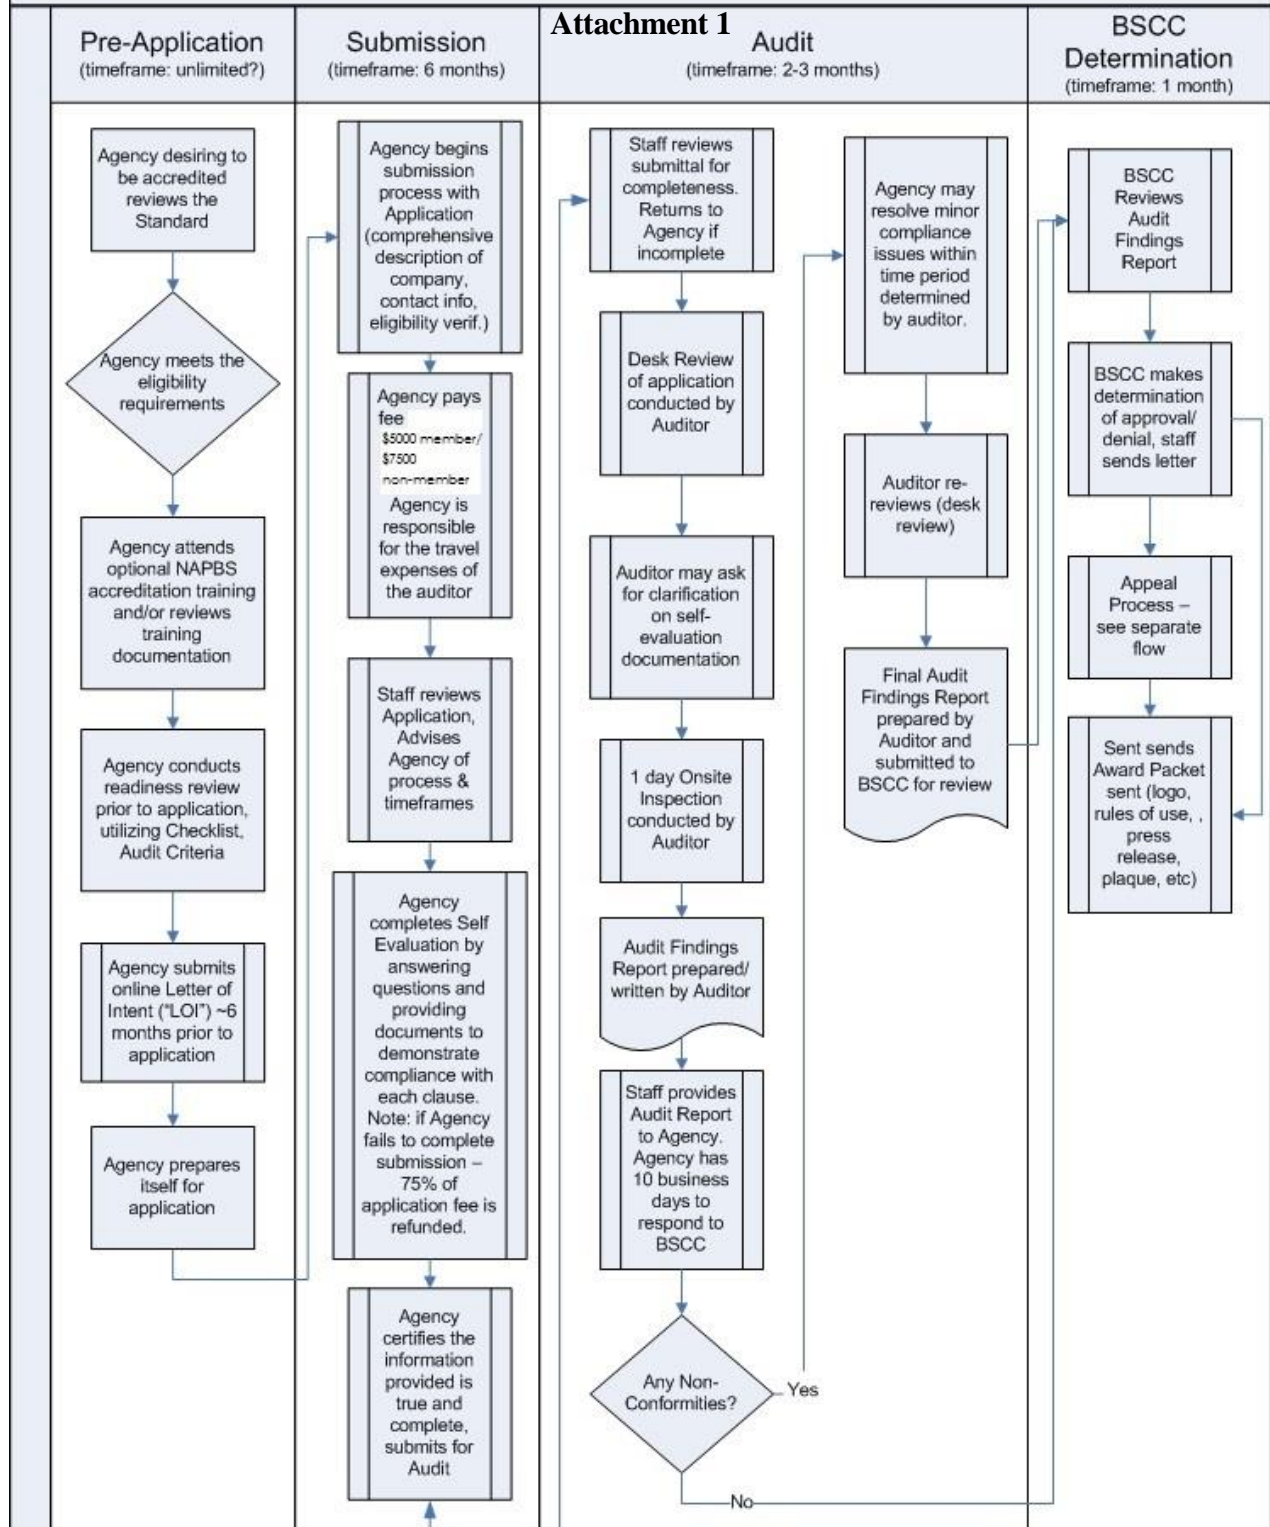 Attachment 1
Pre-Application
(timeframe: unlimited?)
Submission
(timeframe: 6 months)
Audit
(timeframe: 2-3 months)
BSCC
Determination
(timeframe: 1 month)
Agency desiring to
be accredited
reviews the
Standard
Agency meets the
eligibility
requirements
Agency attends
optional NAPBS
accreditation training
and/or reviews
training
documentation
Agency conducts
readiness review
prior to application,
utilizing Checklist,
Audit Criteria
Agency submits
online Letter of
Intent ("LOI") ~6
months prior to
application
Agency prepares
itself for
application
Agency begins
submission
process with
Application
(comprehensive
description of
company,
contact info,
eligibility verif.)
Agency pays
fee
$5000 member/
$7500
non-member
Agency is
responsible
for the travel
expenses of
the auditor
Staff reviews
Application,
Advises
Agency of
process &
timeframes
Agency
completes Self
Evaluation by
answering
questions and
providing
documents to
demonstrate
compliance with
each clause.
Note: if Agency
fails to complete
submission –
75% of
application fee is
refunded.
Agency
certifies the
information
provided is
true and
complete,
submits for
Audit
Staff reviews
submittal for
completeness.
Returns to
Agency if
incomplete
Desk Review
of application
conducted by
Auditor
Auditor may ask
for clarification
on self-
evaluation
documentation
1 day Onsite
Inspection
conducted by
Auditor
Audit Findings
Report prepared/
written by Auditor
Staff provides
Audit Report
to Agency.
Agency has
10 business
days to
respond to
BSCC
Any Non-
Conformities?
Yes
No
Agency may
resolve minor
compliance
issues within
time period
determined
by auditor.
Auditor re-
reviews (desk
review)
Final Audit
Findings Report
prepared by
Auditor and
submitted to
BSCC for review
BSCC
Reviews
Audit
Findings
Report
BSCC makes
determination
of approval/
denial, staff
sends letter
Appeal
Process –
see separate
flow
Sent sends
Award Packet
sent (logo,
rules of use, ,
press
release,
plaque, etc)